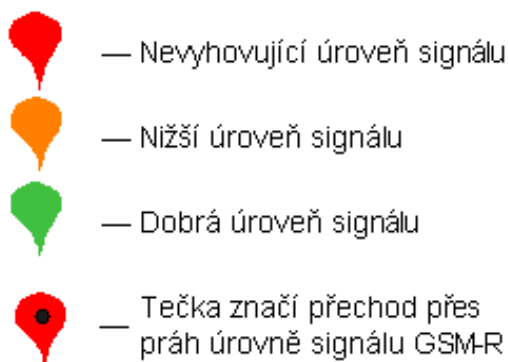 — Nevyhovující úroveň signálu
— Nižší úroveň signálu
— Dobrá úroveň signálu
— Tečka značí přechod přes
práh úrovně signálu GSM-R